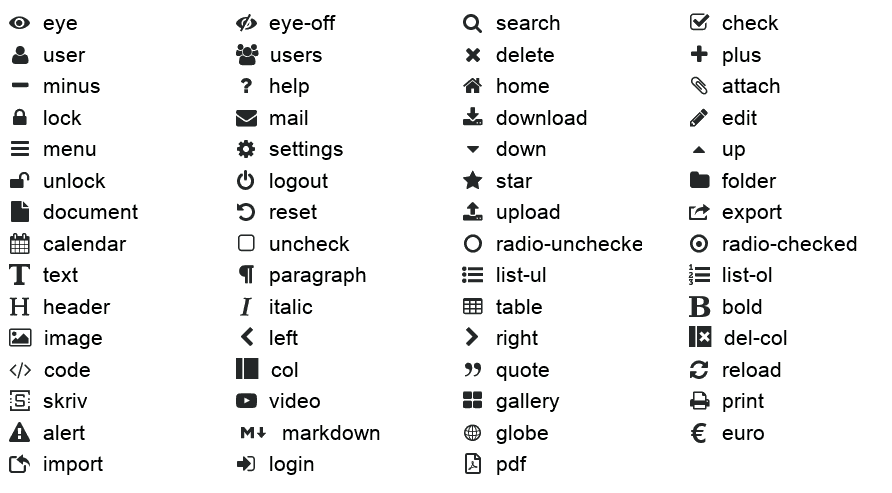 eye eye-off search check
user users delete plus
minus help home attach
lock mail download edit
menu settings down up
unlock logout star folder
document reset upload export
calendar uncheck radio-unchecke radio-checked
text paragraph list-ul list-ol
header italic table bold
image left right del-col
code col quote reload
skriv video gallery print
alert markdown globe euro
import login pdf